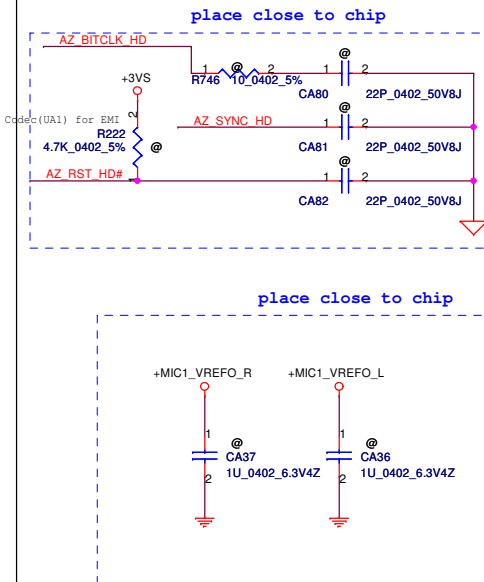 place close to chip
AZ_BITCLK_HD
@
@
1
2
1
2
R746 10_0402_5%
+3VS
CA80 22P_0402_50V8J
@
Codec(UA1) for EMI
2
AZ_SYNC_HD
1
2
R222
4.7K_0402_5%
@
CA81 22P_0402_50V8J
@
AZ_RST_HD#
1
1
2
CA82 22P_0402_50V8J
place close to chip
+MIC1_VREFO_R +MIC1_VREFO_L
1
@
CA37
1U_0402_6.3V4Z
2
1
@
CA36
1U_0402_6.3V4Z
2